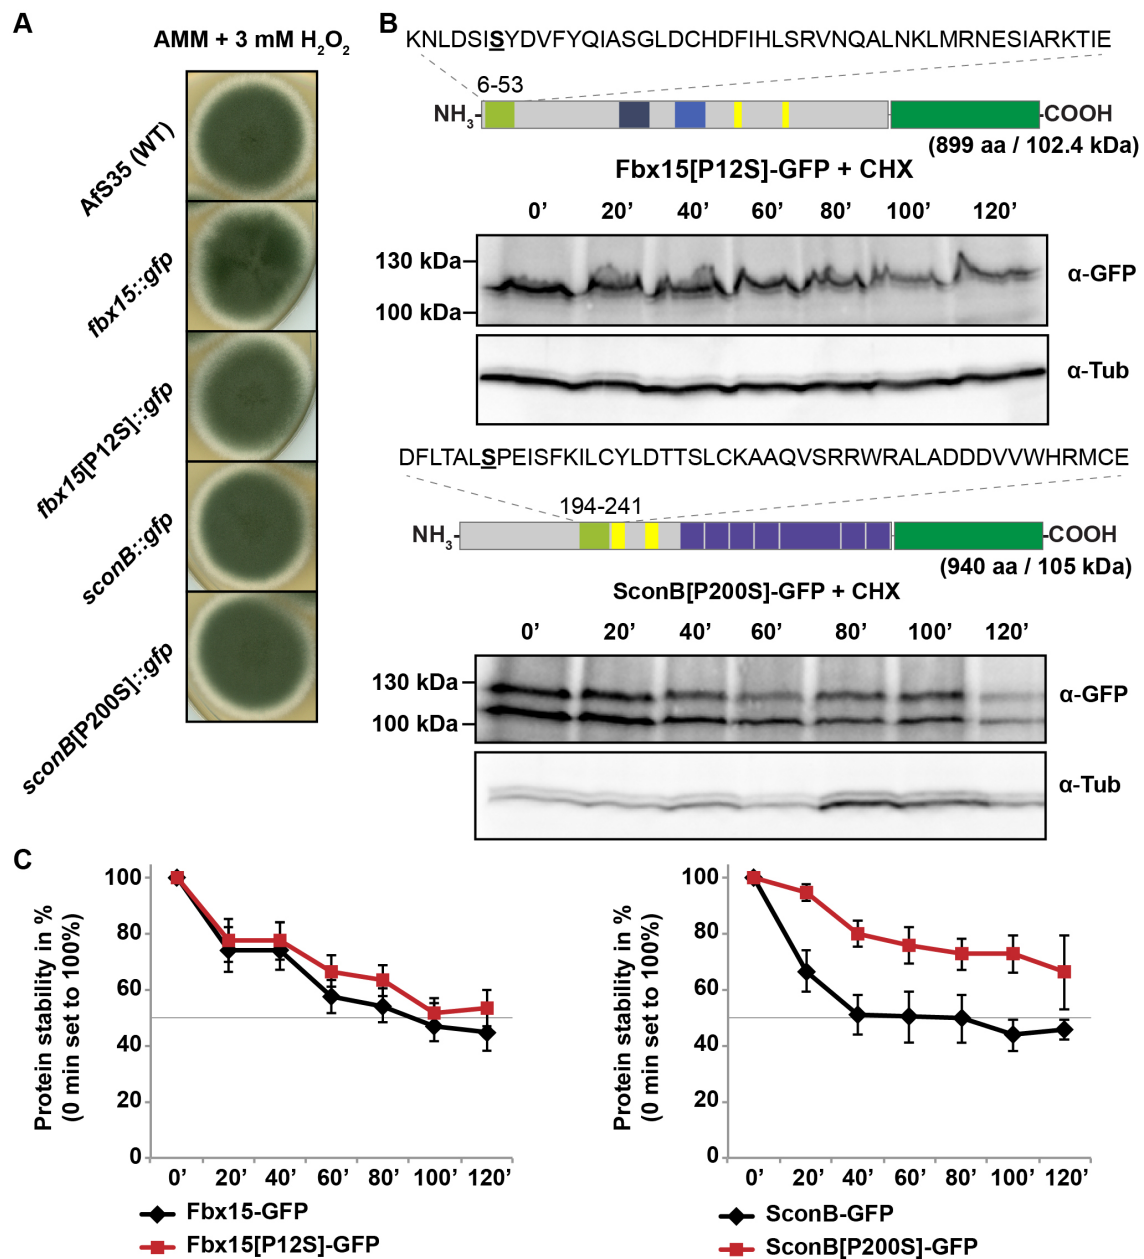 A
AMM + 3 mM H₂O₂
AfS35 (WT)
fbx15::gfp
fbx15[P12S]::gfp
sconB::gfp
sconB[P200S]::gfp
B
KNLDSISYDVFYQIASGLDCHDFIHLSRVNQALNKLMRNESIARKTIE
6-53
NH₃- -COOH
(899 aa / 102.4 kDa)
Fbx15[P12S]-GFP + CHX
0’ 20’ 40’ 60’ 80’ 100’ 120’
130 kDa
100 kDa
α-GFP
α-Tub
DFLTALSPEISFKILCYLDTTSLCKAAQVSRRWRALADDDVVWHRMCE
194-241
NH₃- -COOH
(940 aa / 105 kDa)
SconB[P200S]-GFP + CHX
0’ 20’ 40’ 60’ 80’ 100’ 120’
130 kDa
100 kDa
α-GFP
α-Tub
C
Protein stability in %
(0 min set to 100%)
100
80
60
40
20
0
0’ 20’ 40’ 60’ 80’ 100’ 120’
Fbx15-GFP
Fbx15[P12S]-GFP
Protein stability in %
(0 min set to 100%)
100
80
60
40
20
0
0’ 20’ 40’ 60’ 80’ 100’ 120’
SconB-GFP
SconB[P200S]-GFP